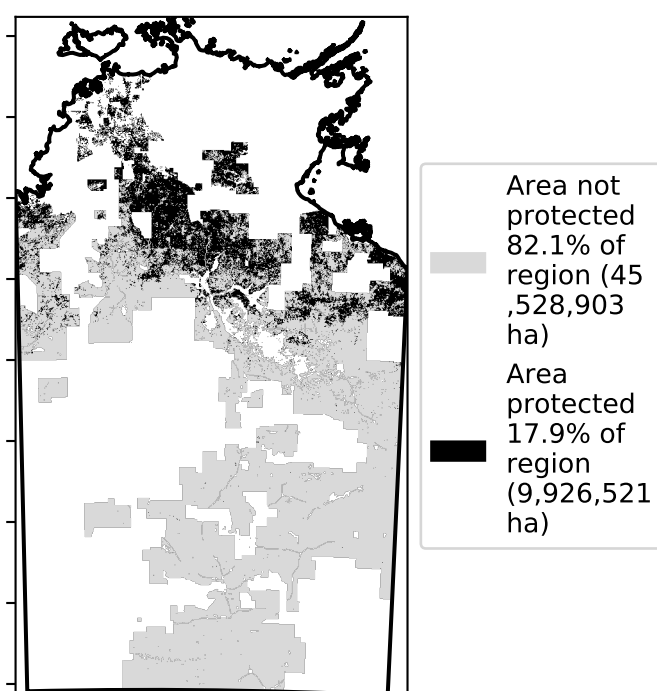 Area not
protected
82.1% of
region (45
,528,903
ha)
Area
protected
17.9% of
region
(9,926,521
ha)